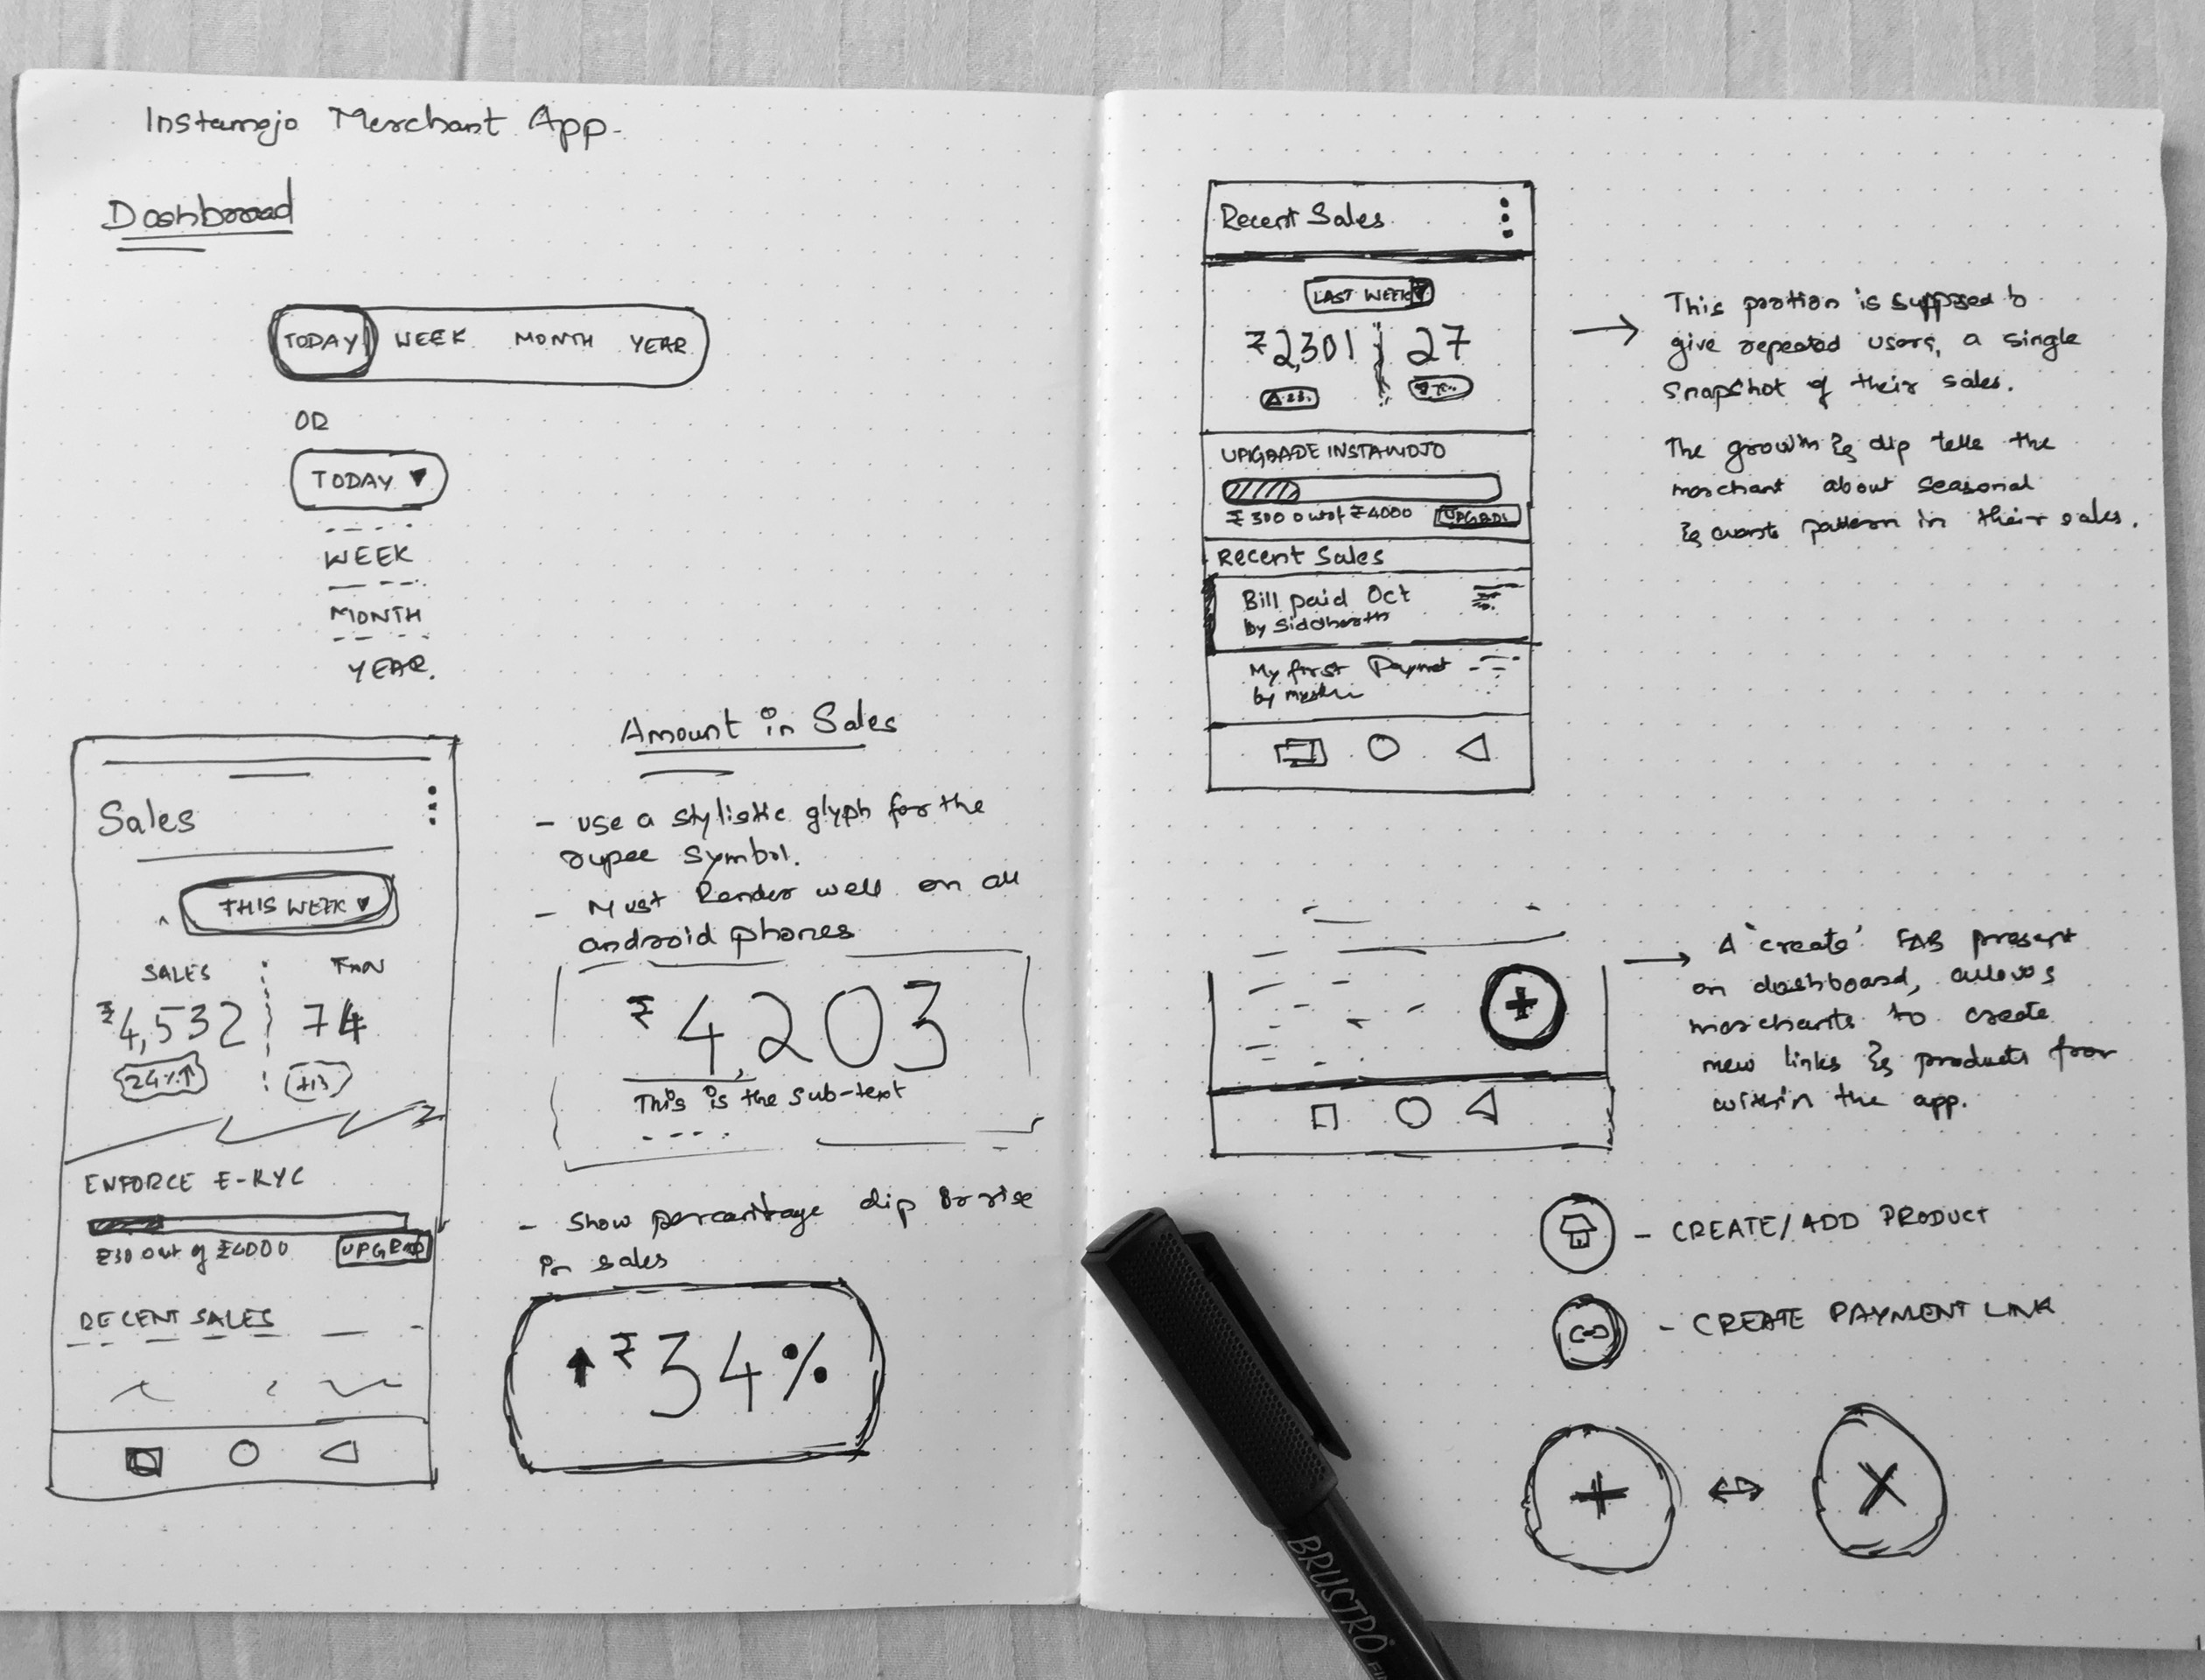 Instamojo Merchant App.
Dashboard
TODAY WEEK MONTH YEAR
OR
TODAY ▼
WEEK
MONTH
YEAR.
Sales
THIS WEEK ▼
SALES TXN
₹4,532 74
24%↑ +13
ENFORCE E-KYC
₹30 out of ₹4000 UPGRAD
RECENT SALES
Amount in Sales
- use a stylistic glyph for the
rupee symbol.
- Must Render well on all
android phones
₹4,203
This is the sub-text
- Show percentage dip or rise
in sales
↑ ₹34%
Recent Sales
LAST WEEK ▼
₹2,301 27
UPGRADE INSTAMOJO
₹300 out of ₹4000 UPGRADE
Recent Sales
Bill paid Oct
by Siddharth
My first Paymet
by
→ This portion is supposed to
give repeated users, a single
snapshot of their sales.
The growth & dip tells the
merchant about seasonal
& pattern in their sales.
+
→ A 'create' FAB present
on dashboard, allows
merchants to create
new links & products from
within the app.
- CREATE/ADD PRODUCT
- CREATE PAYMENT LINK
+ ↔ X
BRUSTRO